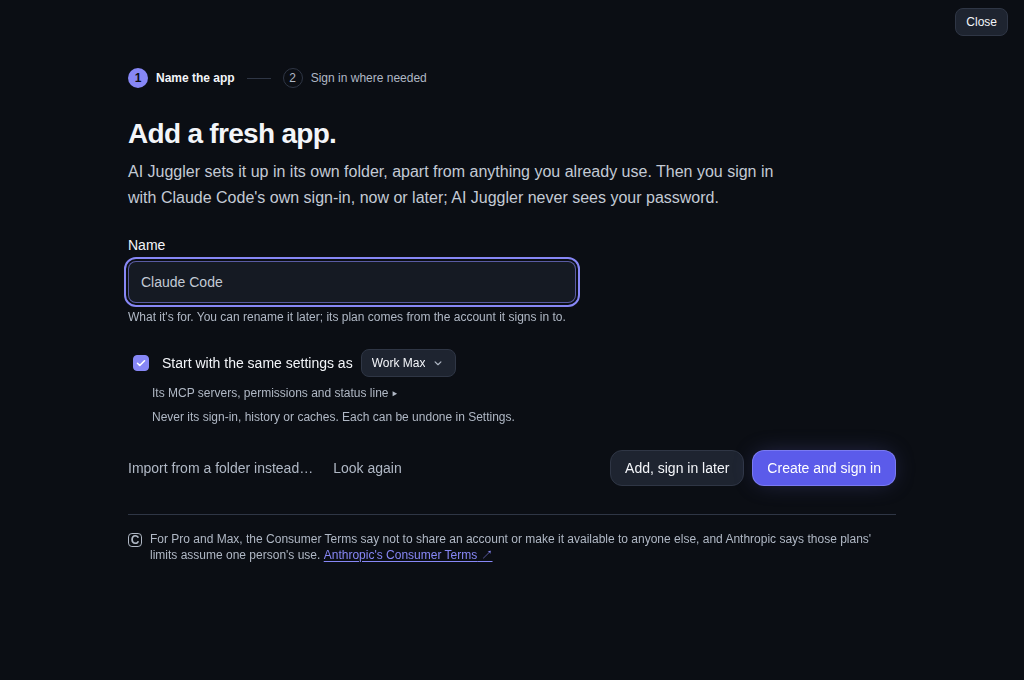 Close
1 Name the app 2 Sign in where needed
Add a fresh app.
AI Juggler sets it up in its own folder, apart from anything you already use. Then you sign in
with Claude Code's own sign-in, now or later; AI Juggler never sees your password.
Name
Claude Code
What it's for. You can rename it later; its plan comes from the account it signs in to.
Start with the same settings as Work Max
Its MCP servers, permissions and status line ▸
Never its sign-in, history or caches. Each can be undone in Settings.
Import from a folder instead… Look again Add, sign in later Create and sign in
C For Pro and Max, the Consumer Terms say not to share an account or make it available to anyone else, and Anthropic says those plans'
limits assume one person's use. Anthropic's Consumer Terms ↗